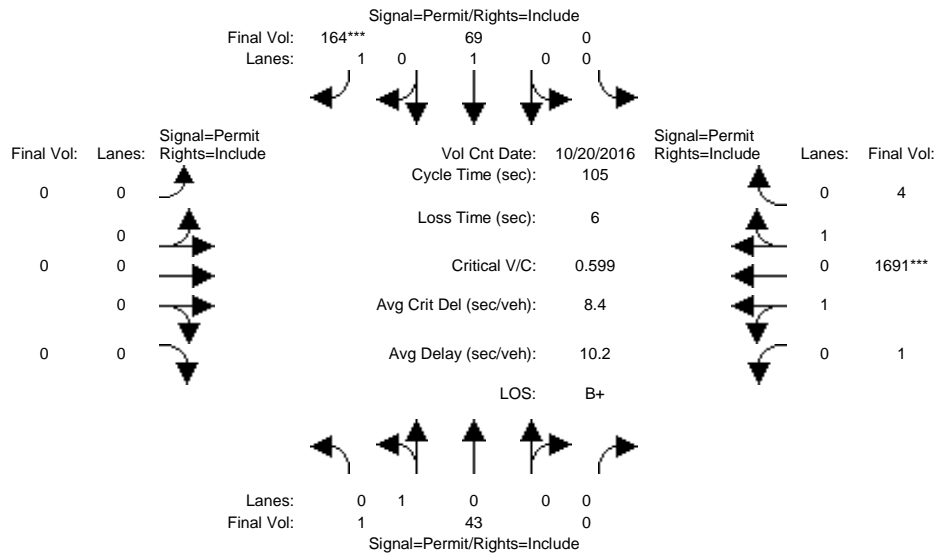 Signal=Permit/Rights=Include
Final Vol: 164*** 69 0
Lanes: 1 0 1 0 0
Signal=Permit
Final Vol: Lanes: Rights=Include
Vol Cnt Date: 10/20/2016
Signal=Permit
Rights=Include Lanes: Final Vol:
Cycle Time (sec): 105
0 0
0 4
Loss Time (sec): 6
0
1
0 0
Critical V/C: 0.599
0 1691***
0
Avg Crit Del (sec/veh): 8.4
1
0 0
Avg Delay (sec/veh): 10.2
0 1
LOS: B+
Lanes: 0 1 0 0 0
Final Vol: 1 43 0
Signal=Permit/Rights=Include